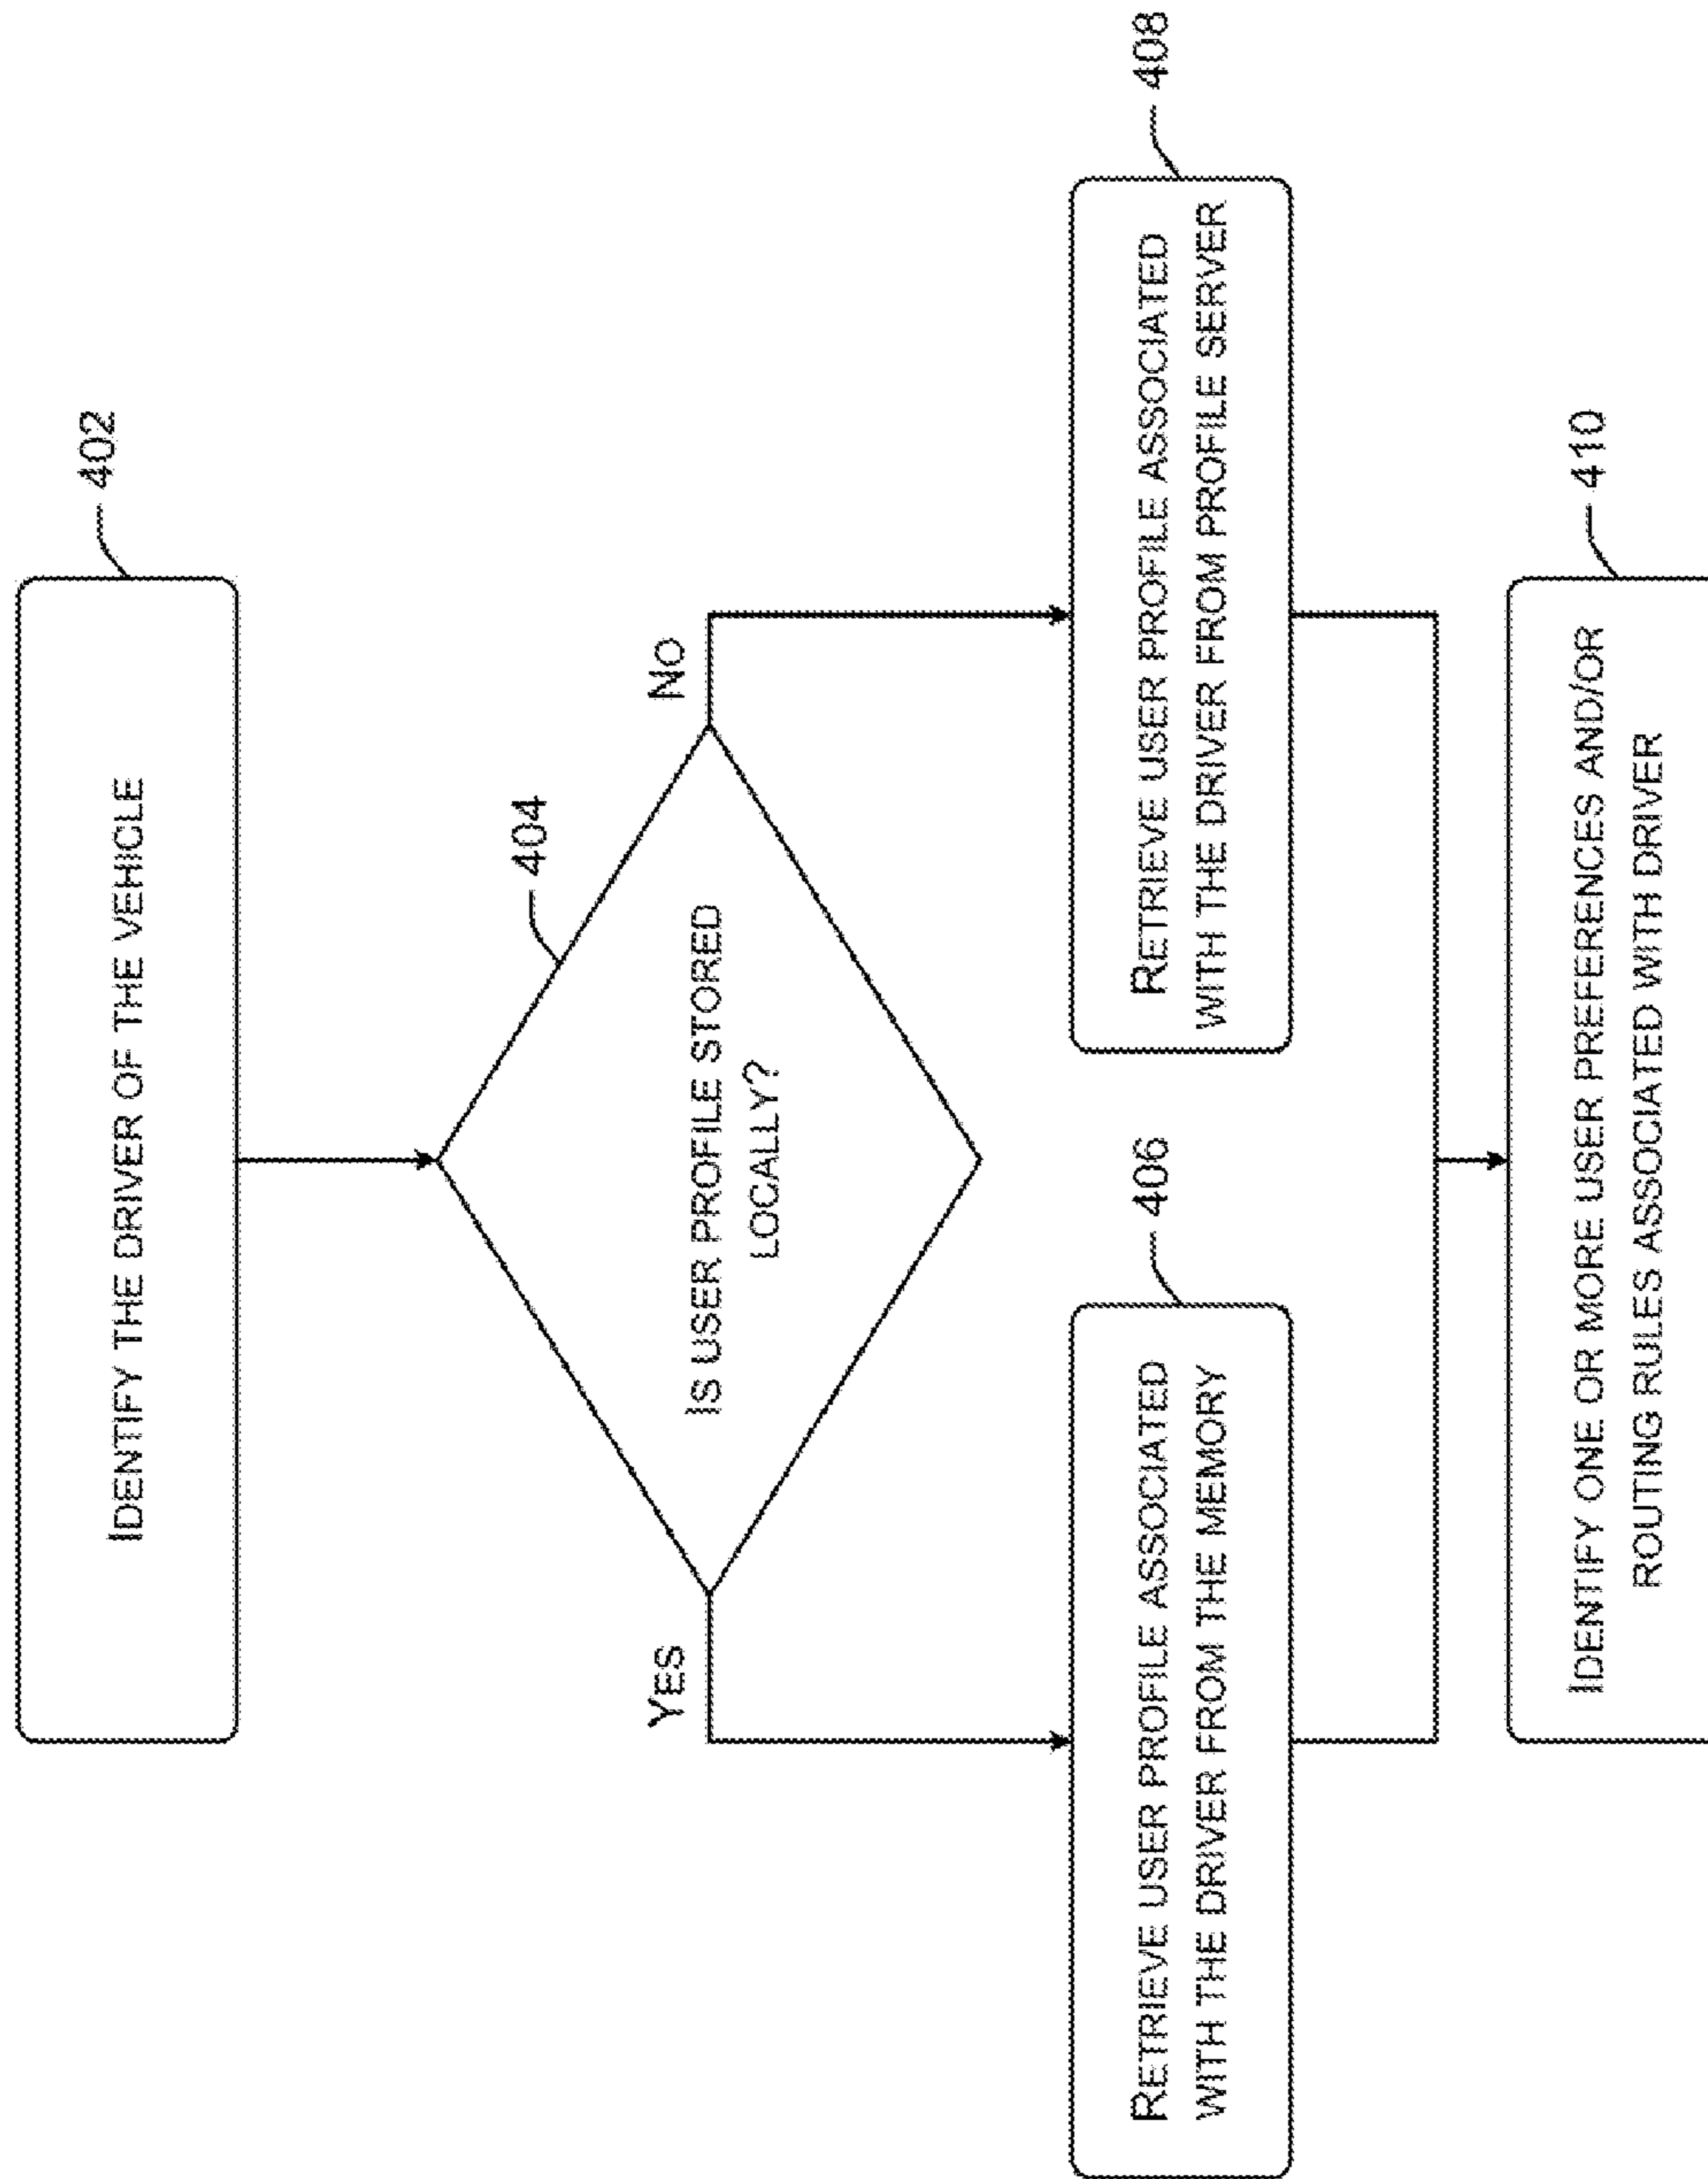 402
IDENTIFY THE DRIVER OF THE VEHICLE
404
IS USER PROFILE STORED
LOCALLY?
YES
NO
406
RETRIEVE USER PROFILE ASSOCIATED
WITH THE DRIVER FROM THE MEMORY
408
RETRIEVE USER PROFILE ASSOCIATED
WITH THE DRIVER FROM PROFILE SERVER
410
IDENTIFY ONE OR MORE USER PREFERENCES AND/OR
ROUTING RULES ASSOCIATED WITH DRIVER